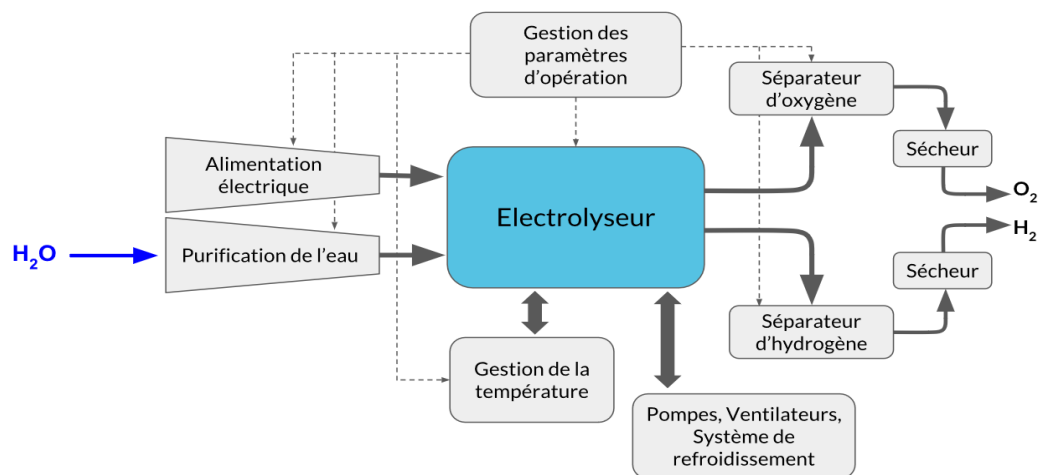 Gestion des
paramètres
d'opération
Séparateur
d'oxygène
Sécheur
O₂
Alimentation
électrique
Electrolyseur
H₂O
Purification de l'eau
H₂
Sécheur
Séparateur
d'hydrogène
Gestion de la
température
Pompes, Ventilateurs,
Système de
refroidissement